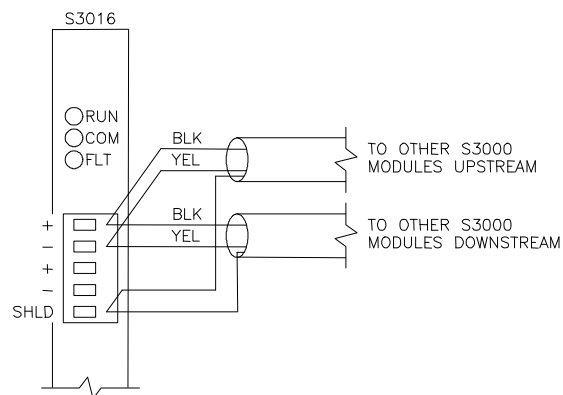 S3016
RUN
COM
FLT
BLK
YEL
TO OTHER S3000
MODULES UPSTREAM
BLK
YEL
TO OTHER S3000
MODULES DOWNSTREAM
+
−
+
−
SHLD